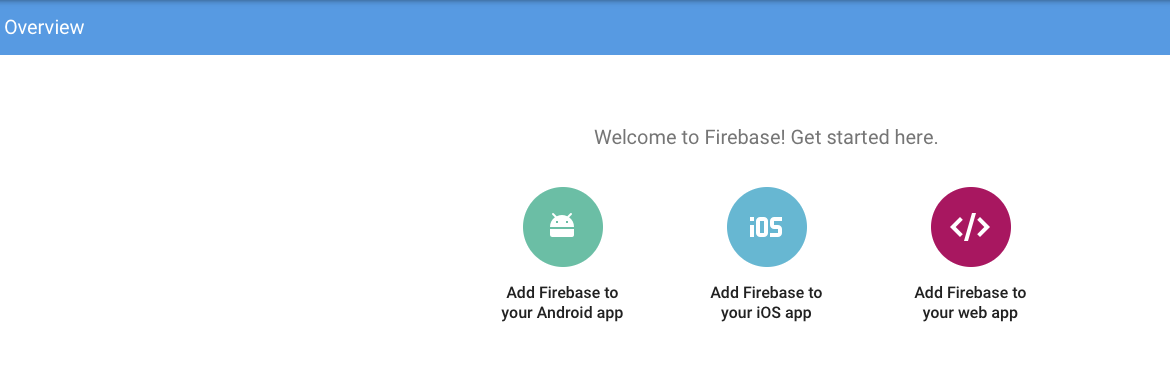 Overview
Welcome to Firebase! Get started here.
iOS
</>
Add Firebase to
your Android app
Add Firebase to
your iOS app
Add Firebase to
your web app